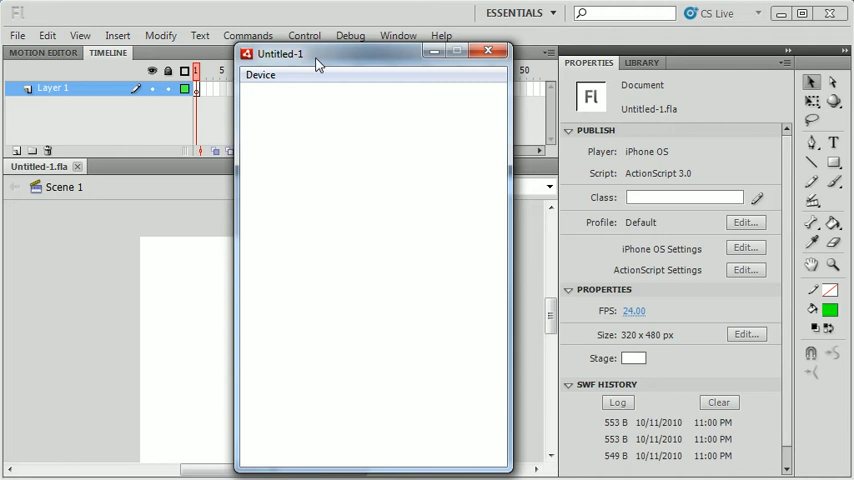 Fl
ESSENTIALS
CS Live
File Edit View Insert Modify Text Commands Control Debug Window Help
MOTION EDITOR TIMELINE
1 5 50
Layer 1
Untitled-1
Device
Untitled-1.fla
Scene 1
PROPERTIES LIBRARY
Fl
Document
Untitled-1.fla
PUBLISH
Player: iPhone OS
Script: ActionScript 3.0
Class:
Profile: Default Edit...
iPhone OS Settings Edit...
ActionScript Settings Edit...
PROPERTIES
FPS: 24.00
Size: 320 x 480 px Edit...
Stage:
SWF HISTORY
Log Clear
553 B 10/11/2010 11:00 PM
553 B 10/11/2010 11:00 PM
549 B 10/11/2010 11:00 PM